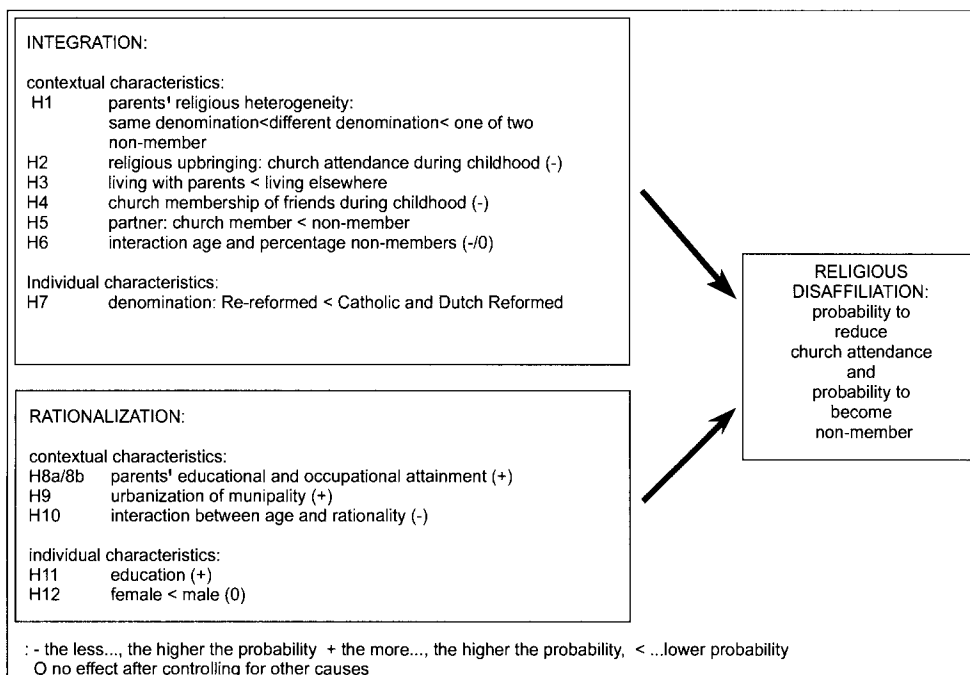 INTEGRATION:
contextual characteristics:
H1 parents' religious heterogeneity:
same denomination<different denomination< one of two
non-member
H2 religious upbringing: church attendance during childhood (-)
H3 living with parents < living elsewhere
H4 church membership of friends during childhood (-)
H5 partner: church member < non-member
H6 interaction age and percentage non-members (-/0)
Individual characteristics:
H7 denomination: Re-reformed < Catholic and Dutch Reformed
RATIONALIZATION:
contextual characteristics:
H8a/8b parents' educational and occupational attainment (+)
H9 urbanization of munipality (+)
H10 interaction between age and rationality (-)
individual characteristics:
H11 education (+)
H12 female < male (0)
RELIGIOUS
DISAFFILIATION:
probability to
reduce
church attendance
and
probability to
become
non-member
: - the less..., the higher the probability + the more..., the higher the probability, < ...lower probability
O no effect after controlling for other causes